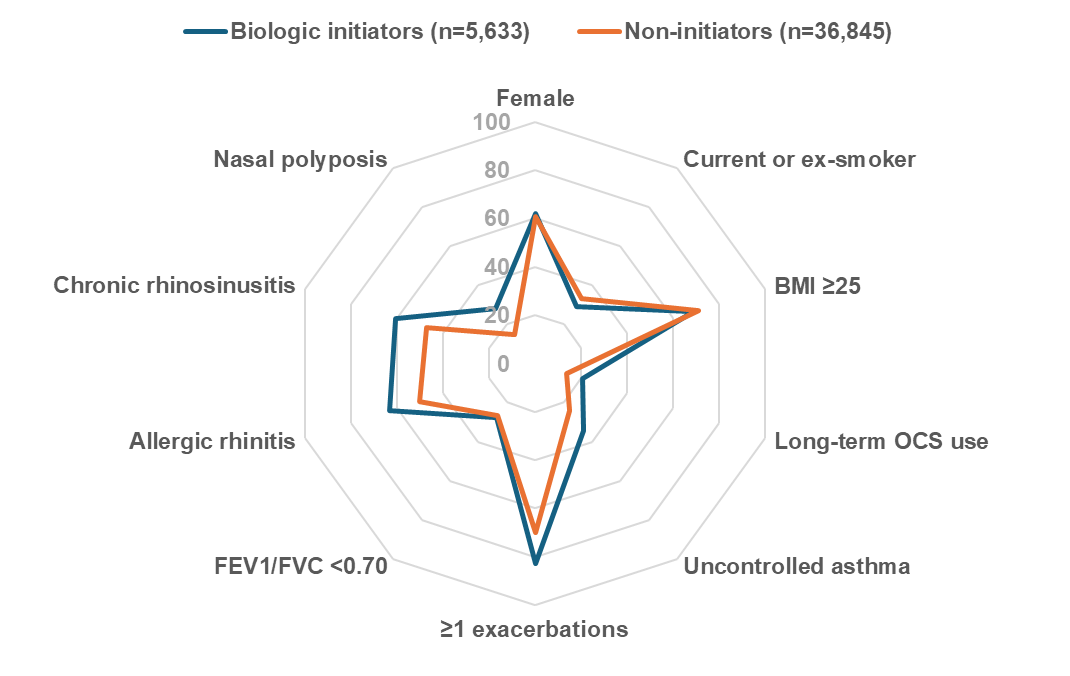 Biologic initiators (n=5,633) Non-initiators (n=36,845)
Female
100
Nasal polyposis
Current or ex-smoker
80
60
40
Chronic rhinosinusitis
BMI ≥25
20
0
Allergic rhinitis
Long-term OCS use
FEV1/FVC <0.70
Uncontrolled asthma
≥1 exacerbations